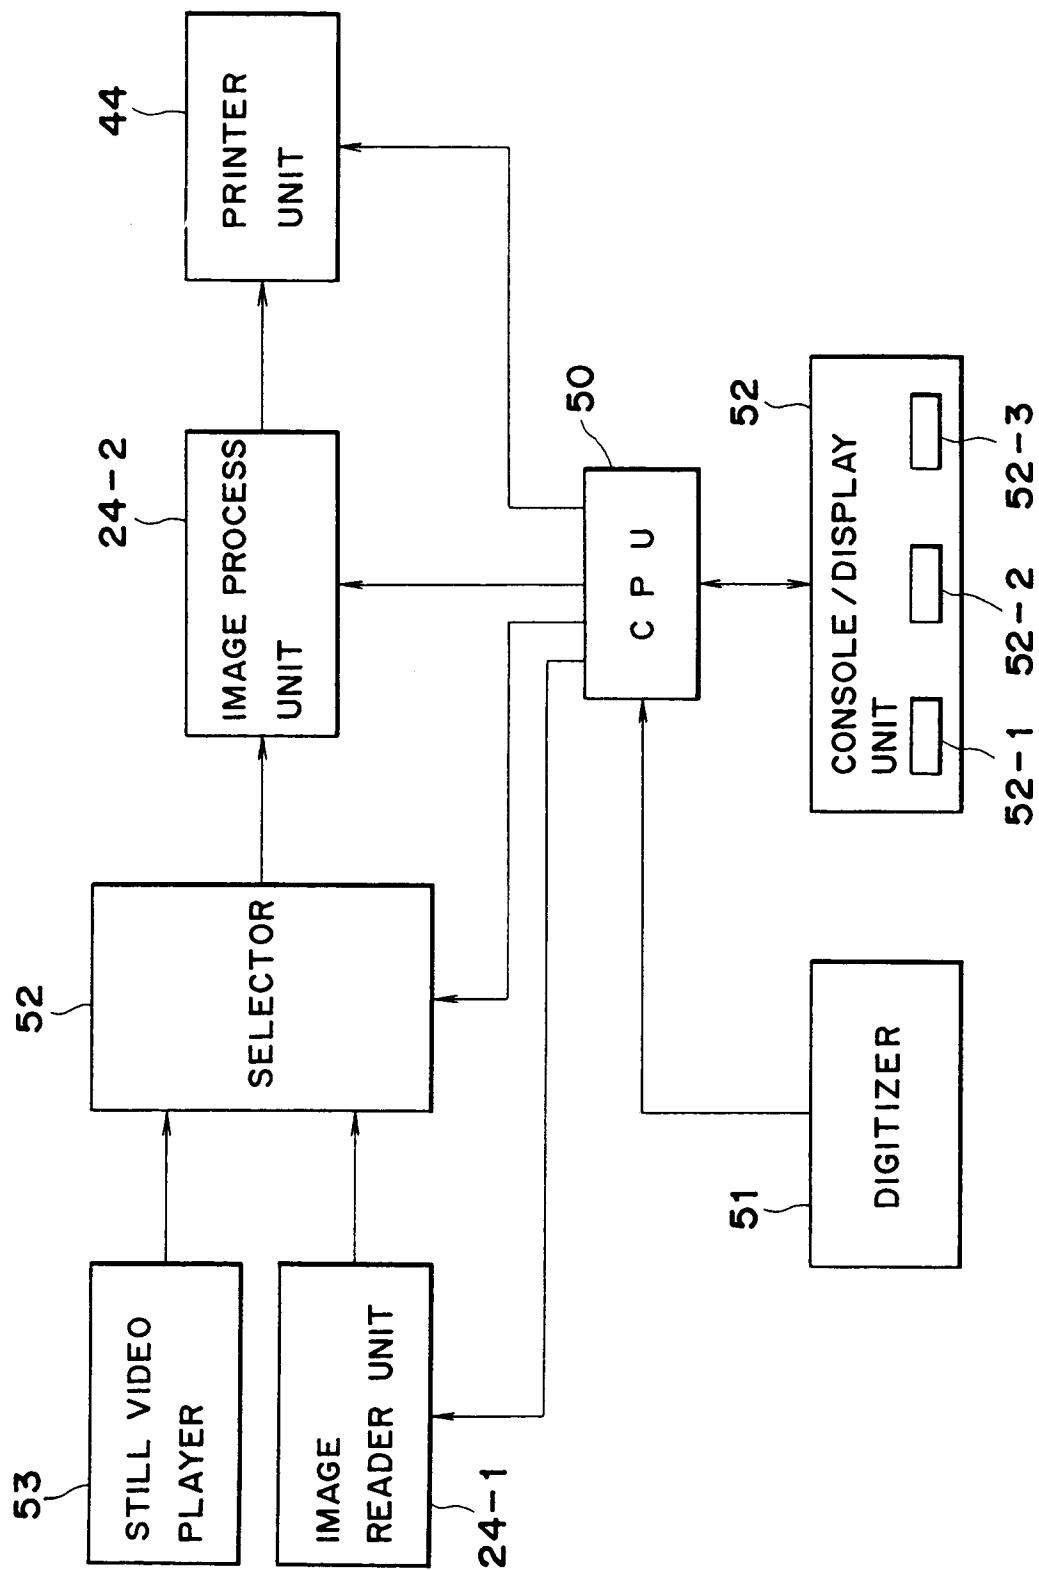 53
STILL VIDEO
PLAYER
52
SELECTOR
24-2
IMAGE PROCESS
UNIT
44
PRINTER
UNIT
IMAGE
READER UNIT
24-1
50
CPU
51
DIGITIZER
52
CONSOLE/DISPLAY
UNIT
52-1
52-2
52-3